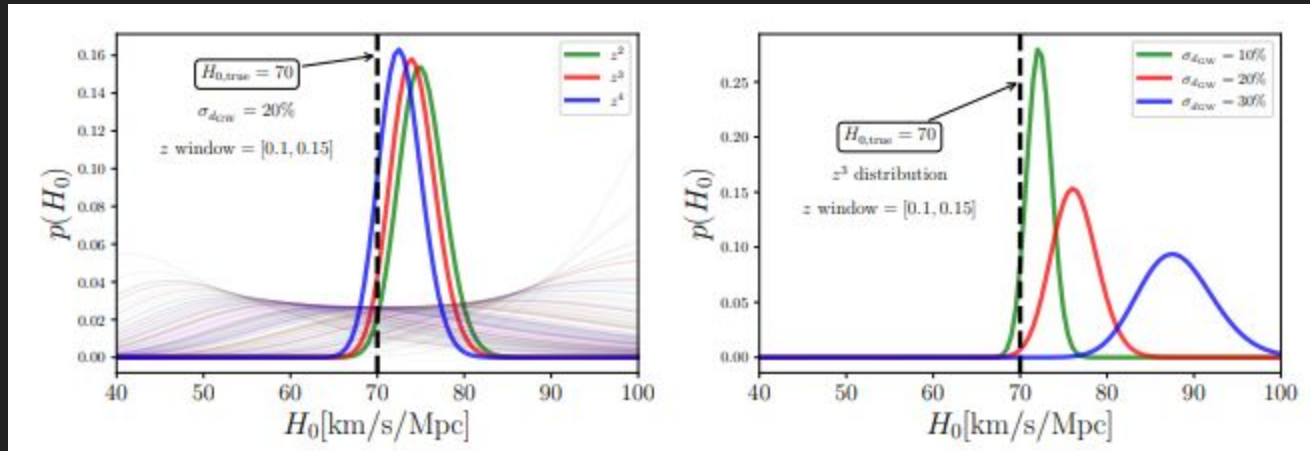 p(H₀)
0.16
0.14
0.12
0.10
0.08
0.06
0.04
0.02
0.00
H₀,true = 70
σ_dGW = 20%
z window = [0.1, 0.15]
z²
z³
z⁴
40 50 60 70 80 90 100
H₀[km/s/Mpc]
p(H₀)
0.25
0.20
0.15
0.10
0.05
0.00
H₀,true = 70
z³ distribution
z window = [0.1, 0.15]
σ_dGW = 10%
σ_dGW = 20%
σ_dGW = 30%
40 50 60 70 80 90 100
H₀[km/s/Mpc]